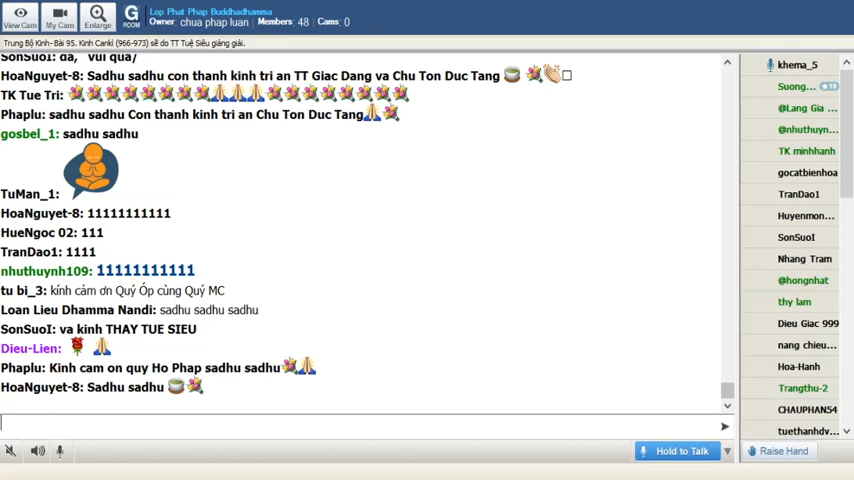 Lop Phat Phap Buddhadhamma
Owner: chua phap luan Members: 48 Cams: 0
View Cam My Cam Enlarge G ROOM
Trung Bộ Kinh- Bài 95. Kinh Canki (966-973) sẽ do TT Tuệ Siêu giảng giải.
SonSuoI: da, vui qua/
HoaNguyet-8: Sadhu sadhu con thanh kinh tri an TT Giac Dang va Chu Ton Duc Tang
TK Tue Tri:
Phaplu: sadhu sadhu Con thanh kinh tri an Chu Ton Duc Tang
gosbel_1: sadhu sadhu
TuMan_1:
HoaNguyet-8: 11111111111
HueNgoc 02: 111
TranDao1: 1111
nhuthuynh109: 11111111111
tu bi_3: kính cảm ơn Quý Óp cùng Quý MC
Loan Lieu Dhamma Nandi: sadhu sadhu sadhu
SonSuoI: va kinh THAY TUE SIEU
Dieu-Lien:
Phaplu: Kinh cam on quy Ho Phap sadhu sadhu
HoaNguyet-8: Sadhu sadhu
Hold to Talk
khema_5
Suong... 18
@Lang Gia ...
@nhuthuyn...
TK minhhanh
gocatbienhoa
TranDao1
Huyenmon...
SonSuoI
Nhang Tram
@hongnhat
thy lam
Dieu Giac 999
nang chieu...
Hoa-Hanh
Trangthu-2
CHAUPHAN54
tuethanhdv...
Raise Hand